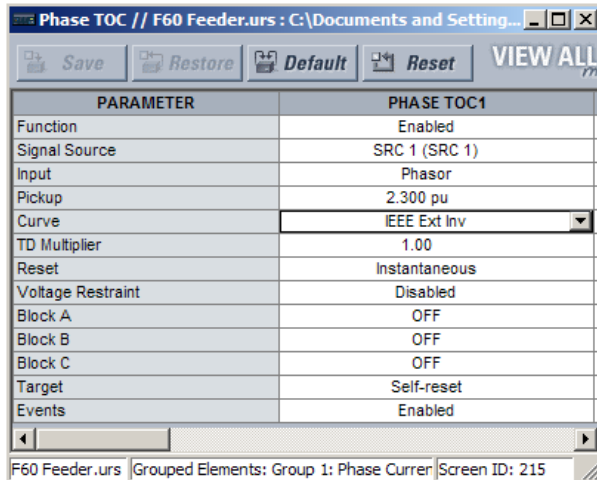 Phase TOC // F60 Feeder.urs : C:\Documents and Setting...
Save Restore Default Reset VIEW ALL
PARAMETER PHASE TOC1
Function Enabled
Signal Source SRC 1 (SRC 1)
Input Phasor
Pickup 2.300 pu
Curve IEEE Ext Inv
TD Multiplier 1.00
Reset Instantaneous
Voltage Restraint Disabled
Block A OFF
Block B OFF
Block C OFF
Target Self-reset
Events Enabled
F60 Feeder.urs Grouped Elements: Group 1: Phase Curren Screen ID: 215